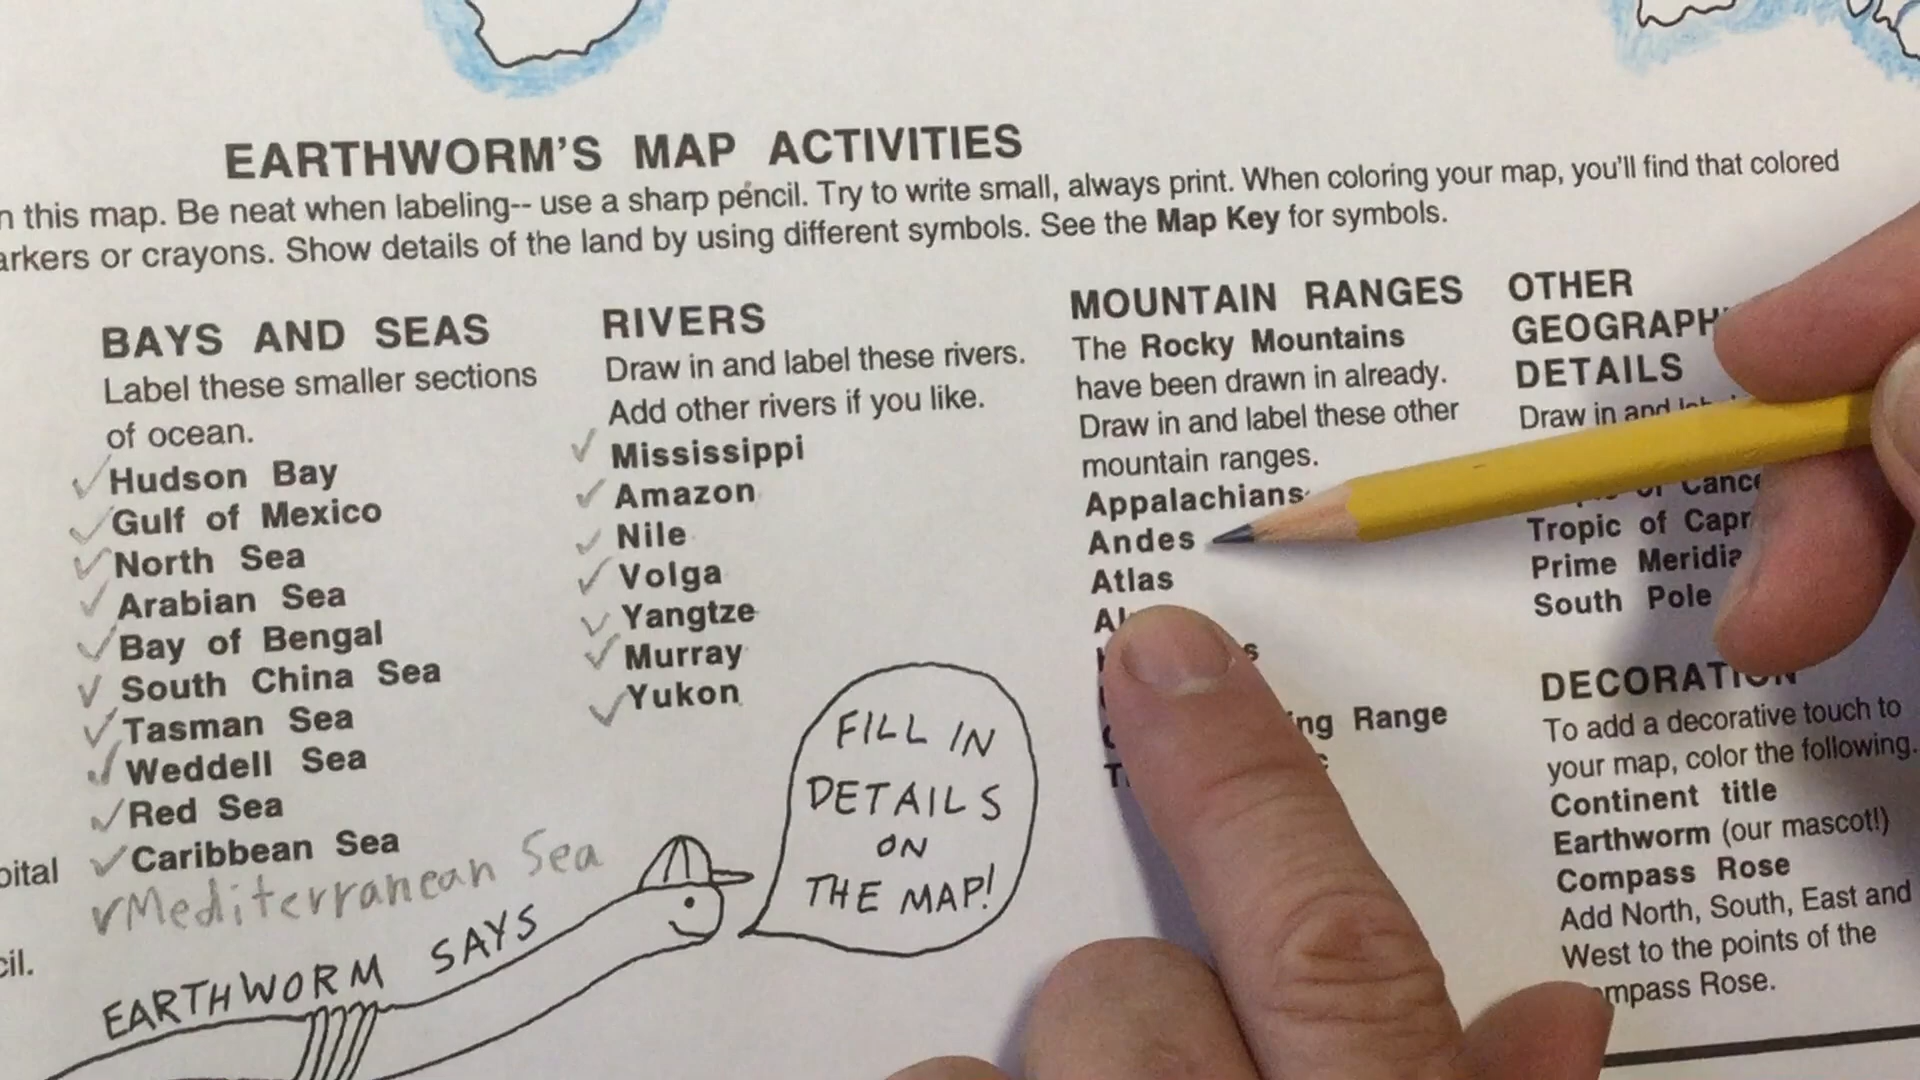 EARTHWORM'S MAP ACTIVITIES
n this map. Be neat when labeling-- use a sharp pencil. Try to write small, always print. When coloring your map, you'll find that colored
arkers or crayons. Show details of the land by using different symbols. See the Map Key for symbols.
BAYS AND SEAS
Label these smaller sections
of ocean.
Hudson Bay
Gulf of Mexico
North Sea
Arabian Sea
Bay of Bengal
South China Sea
Tasman Sea
Weddell Sea
Red Sea
Caribbean Sea
Mediterranean Sea
pital
cil.
EARTHWORM SAYS
RIVERS
Draw in and label these rivers.
Add other rivers if you like.
Mississippi
Amazon
Nile
Volga
Yangtze
Murray
Yukon
FILL IN
DETAILS
ON
THE MAP!
MOUNTAIN RANGES
The Rocky Mountains
have been drawn in already.
Draw in and label these other
mountain ranges.
Appalachians
Andes
Atlas
ng Range
OTHER
GEOGRAPH
DETAILS
Draw in and
of Cance
Tropic of Capr
Prime Meridia
South Pole
DECORATION
To add a decorative touch to
your map, color the following.
Continent title
Earthworm (our mascot!)
Compass Rose
Add North, South, East and
West to the points of the
mpass Rose.